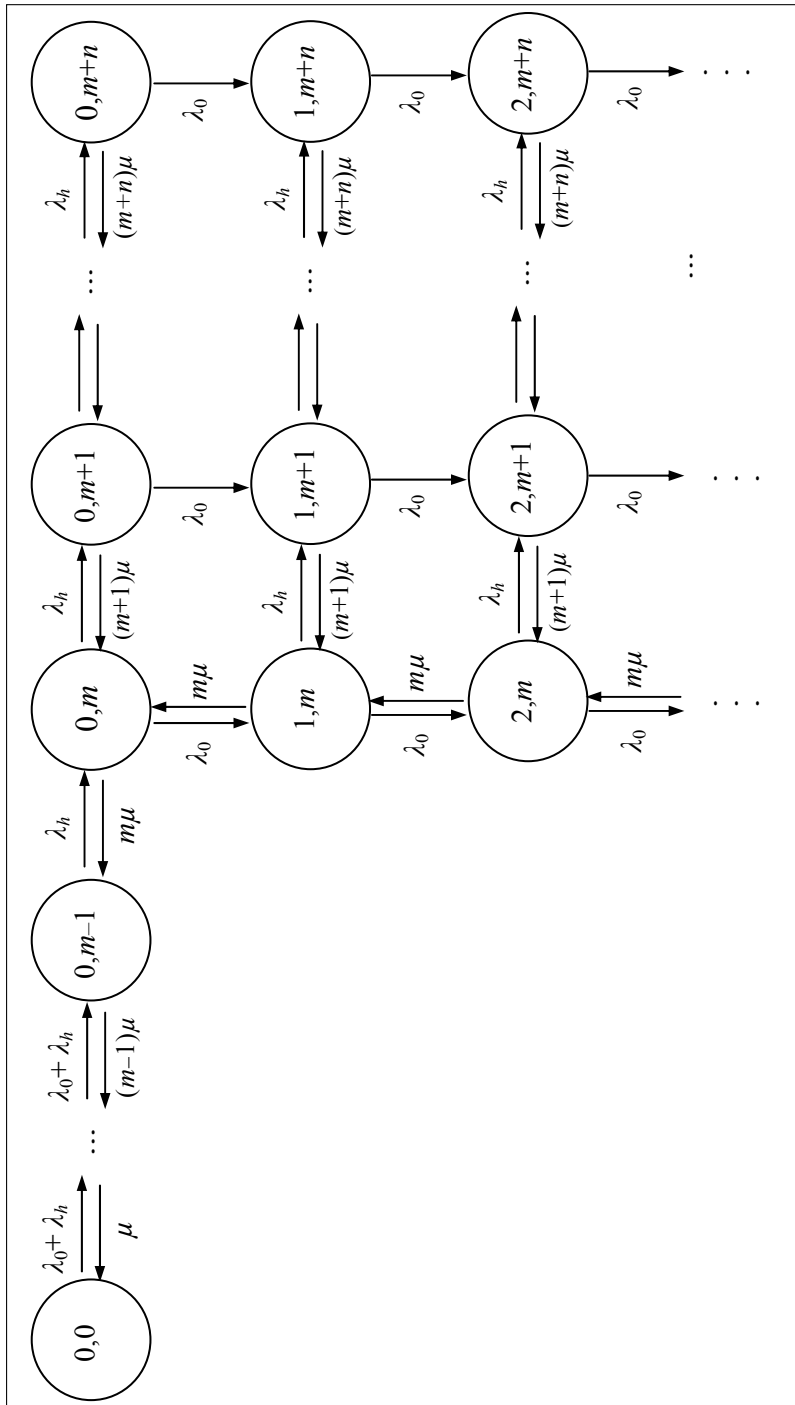 λ₀+ λₕ λ₀+ λₕ λₕ λₕ λₕ
0,0 ... 0,m–1 0,m 0,m+1 ... 0,m+n
μ (m–1)μ mμ (m+1)μ (m+n)μ
λ₀ mμ λ₀ λ₀
λₕ λₕ
1,m 1,m+1 ... 1,m+n
(m+1)μ (m+n)μ
λ₀ mμ λ₀ λ₀
λₕ λₕ
2,m 2,m+1 ... 2,m+n
(m+1)μ (m+n)μ
λ₀ mμ λ₀ λ₀
. . . . . . ... . . .